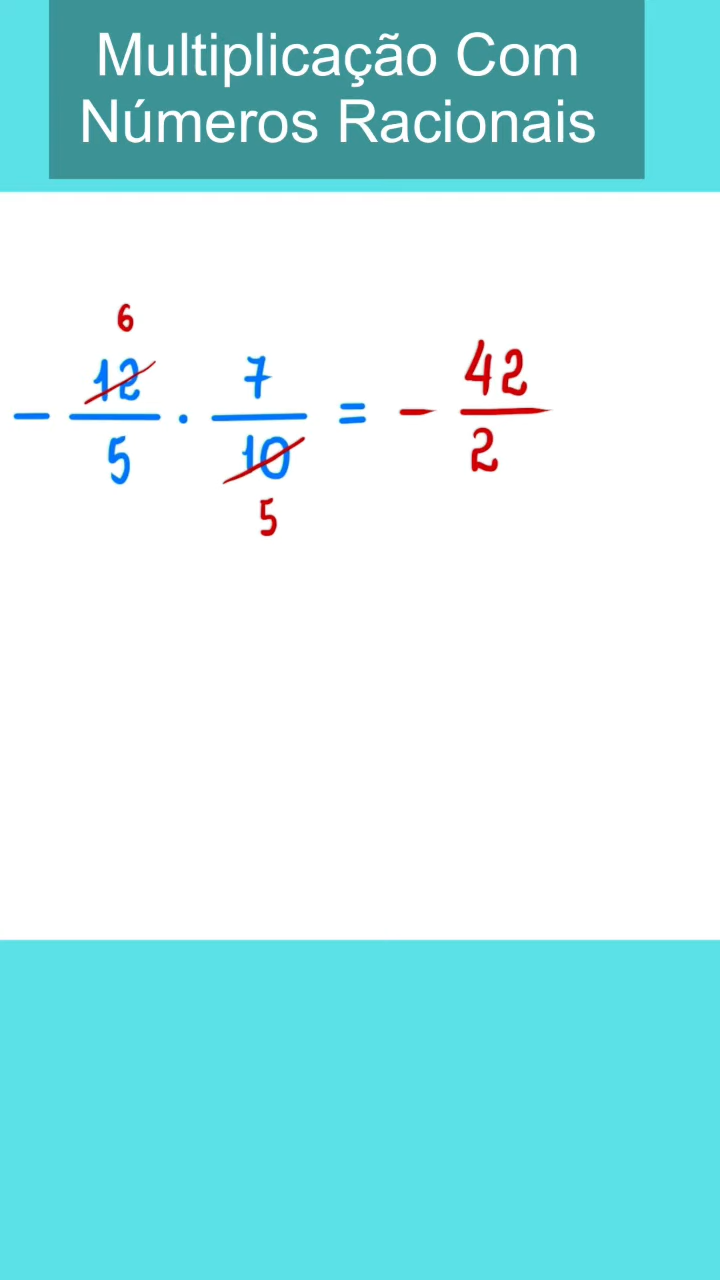 Multiplicação Com
Números Racionais
6
- 12/5 · 7/10 = - 42/2
5